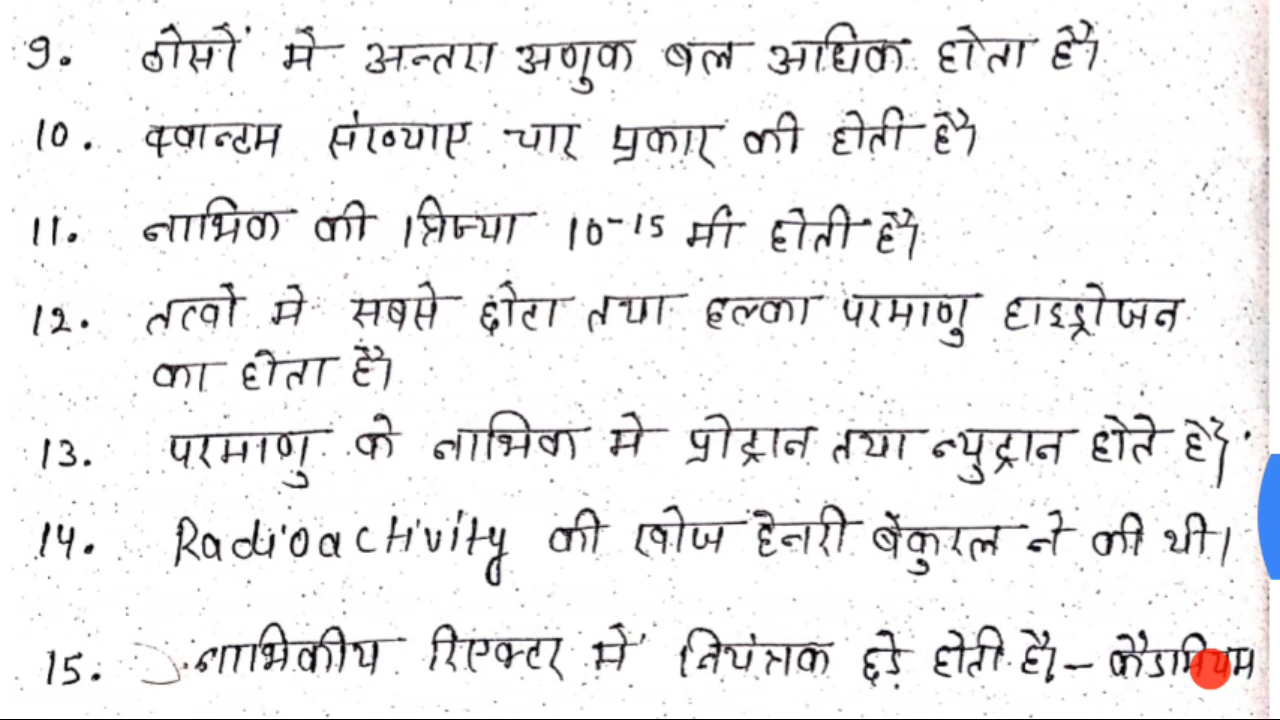 9. ठोसों मे अन्तरा अणुक बल अधिक होता है।
10. क्वान्टम संख्याए चार प्रकार की होती है।
11. नाभिक की त्रिज्या 10-15 मी होती है।
12. तत्वो मे सबसे छोटा तथा हल्का परमाणु हाइड्रोजन
का होता है।
13. परमाणु के नाभिक मे प्रोट्रान तथा न्युट्रान होते है।
14. Radioactivity की खोज हेनरी बेंकुरल ने की थी।
15. नाभिकीय रिएक्टर में नियंत्रक छड़े होती है। - कैडमियम